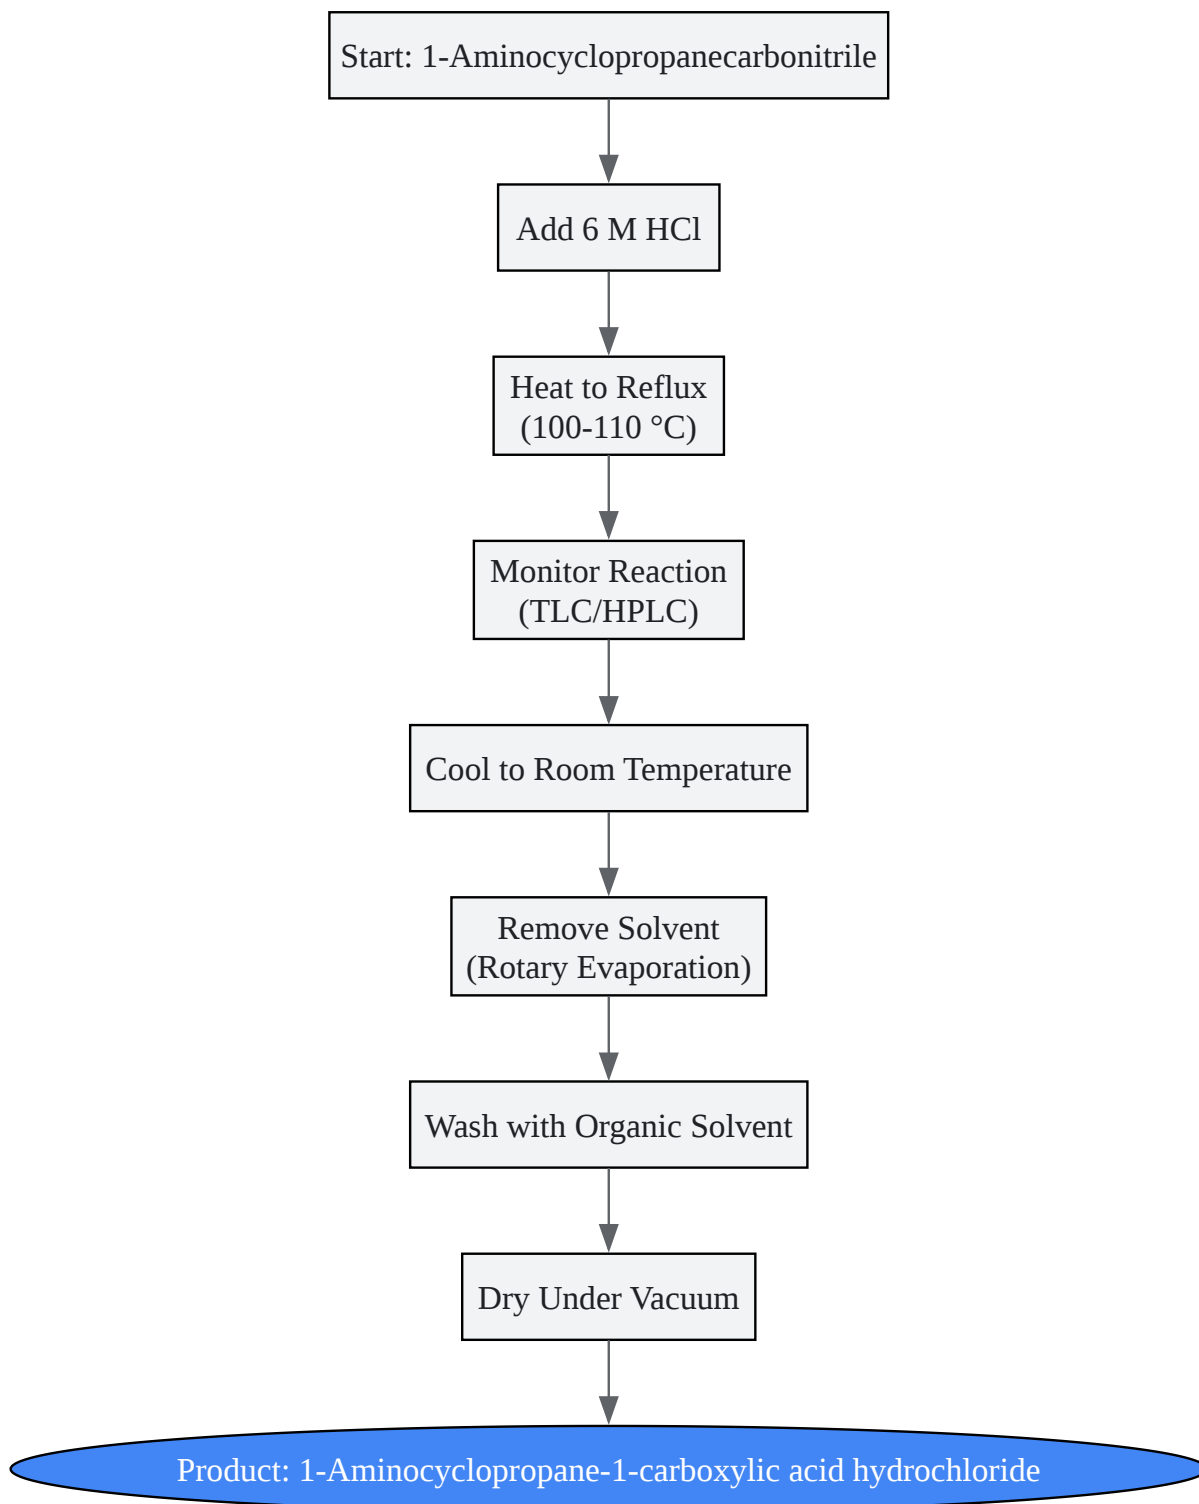 Start: 1-Aminocyclopropanecarbonitrile
Add 6 M HCl
Heat to Reflux
(100-110 °C)
Monitor Reaction
(TLC/HPLC)
Cool to Room Temperature
Remove Solvent
(Rotary Evaporation)
Wash with Organic Solvent
Dry Under Vacuum
Product: 1-Aminocyclopropane-1-carboxylic acid hydrochloride